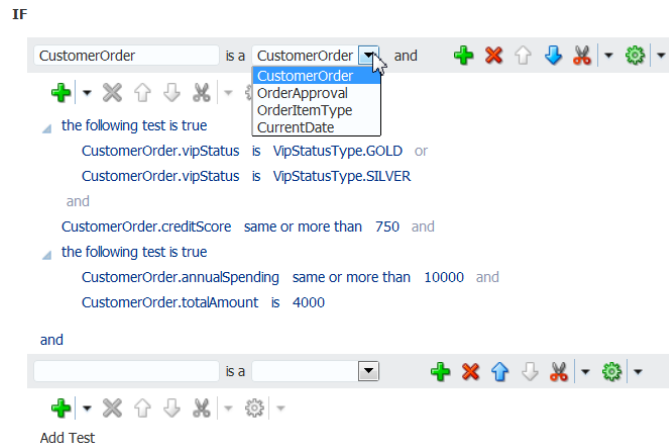 IF
CustomerOrder is a CustomerOrder and
CustomerOrder
OrderApproval
OrderItemType
CurrentDate
the following test is true
CustomerOrder.vipStatus is VipStatusType.GOLD or
CustomerOrder.vipStatus is VipStatusType.SILVER
and
CustomerOrder.creditScore same or more than 750 and
the following test is true
CustomerOrder.annualSpending same or more than 10000 and
CustomerOrder.totalAmount is 4000
and
is a
Add Test